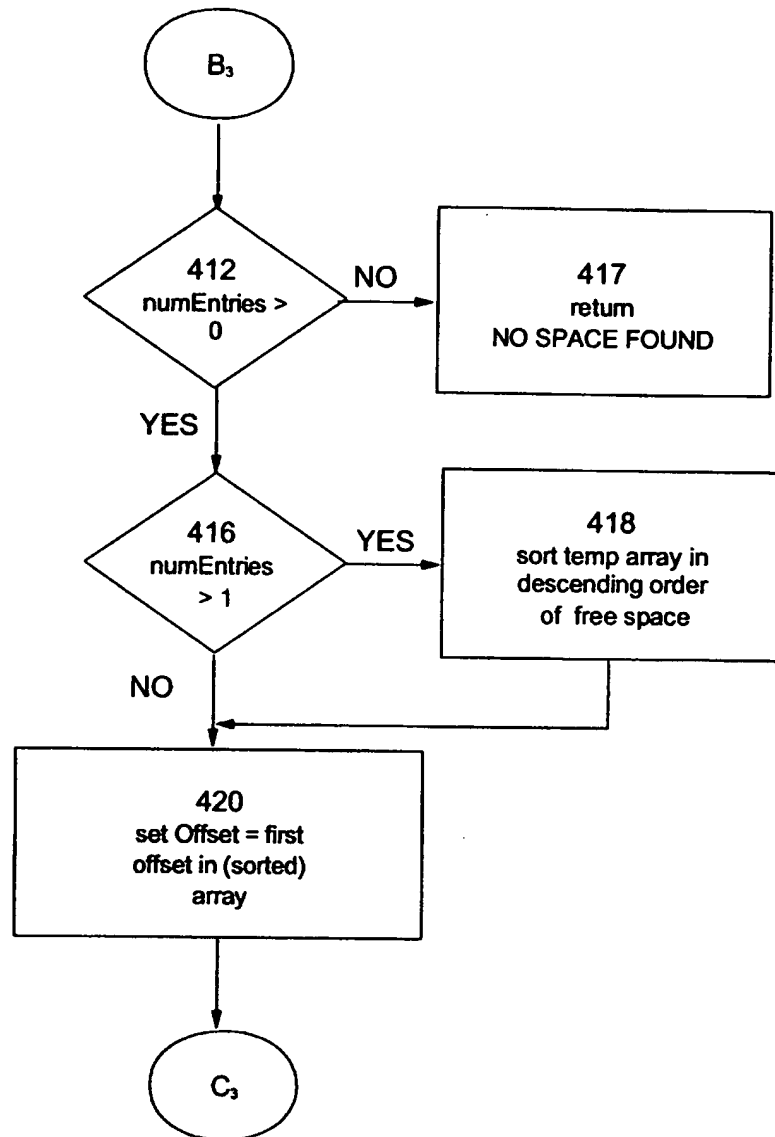 B₃
412
numEntries >
0
NO
417
return
NO SPACE FOUND
YES
416
numEntries
> 1
YES
418
sort temp array in
descending order
of free space
NO
420
set Offset = first
offset in (sorted)
array
C₃